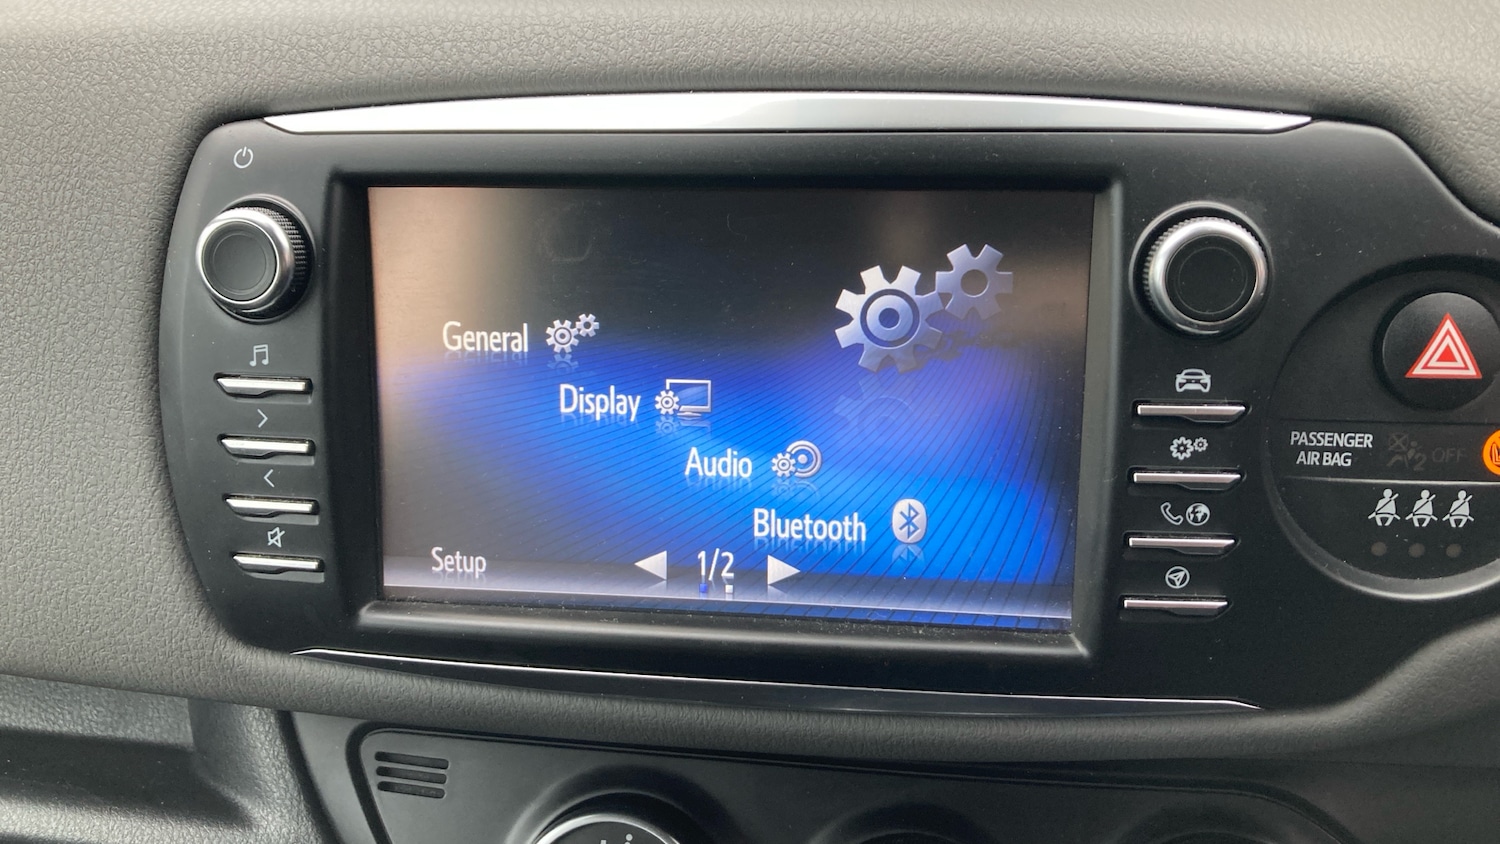 General
Display
Audio
Bluetooth
Setup
1/2
PASSENGER
AIR BAG
OFF